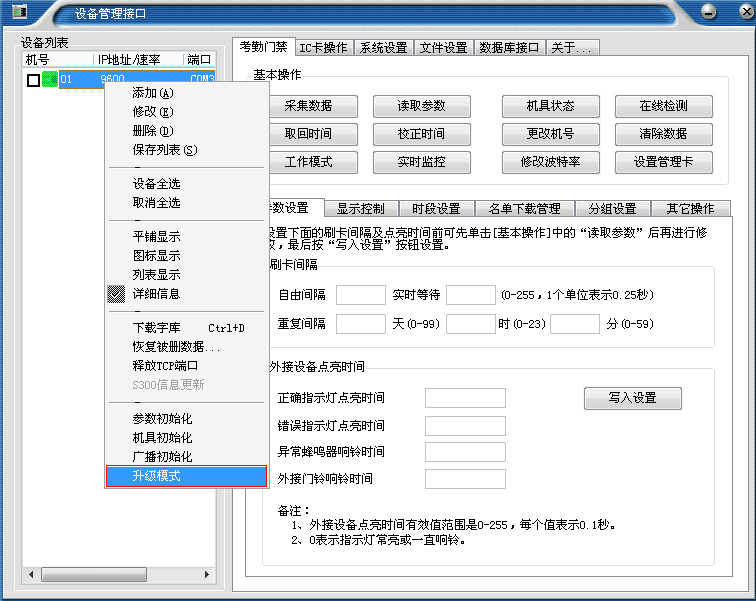 设备管理接口
设备列表
机号 IP地址/速率 端口
01 9600 COM3
添加(A)
修改(E)
删除(D)
保存列表(S)
设备全选
取消全选
平铺显示
图标显示
列表显示
详细信息
下载字库 Ctrl+D
恢复被删数据...
释放TCP端口
S300信息更新
参数初始化
机具初始化
广播初始化
升级模式
考勤门禁 IC卡操作 系统设置 文件设置 数据库接口 关于...
基本操作
采集数据 读取参数 机具状态 在线检测
取回时间 校正时间 更改机号 清除数据
工作模式 实时监控 修改波特率 设置管理卡
参数设置 显示控制 时段设置 名单下载管理 分组设置 其它操作
设置下面的刷卡间隔及点亮时间前可先单击[基本操作]中的“读取参数”后再进行修
,最后按“写入设置”按钮设置。
刷卡间隔
自由间隔 实时等待 (0-255，1个单位表示0.25秒)
重复间隔 天(0-99) 时(0-23) 分(0-59)
外接设备点亮时间
正确指示灯点亮时间 写入设置
错误指示灯点亮时间
异常蜂鸣器响铃时间
外接门铃响铃时间
备注：
1、外接设备点亮时间有效值范围是0-255，每个值表示0.1秒。
2、0表示指示灯常亮或一直响铃。